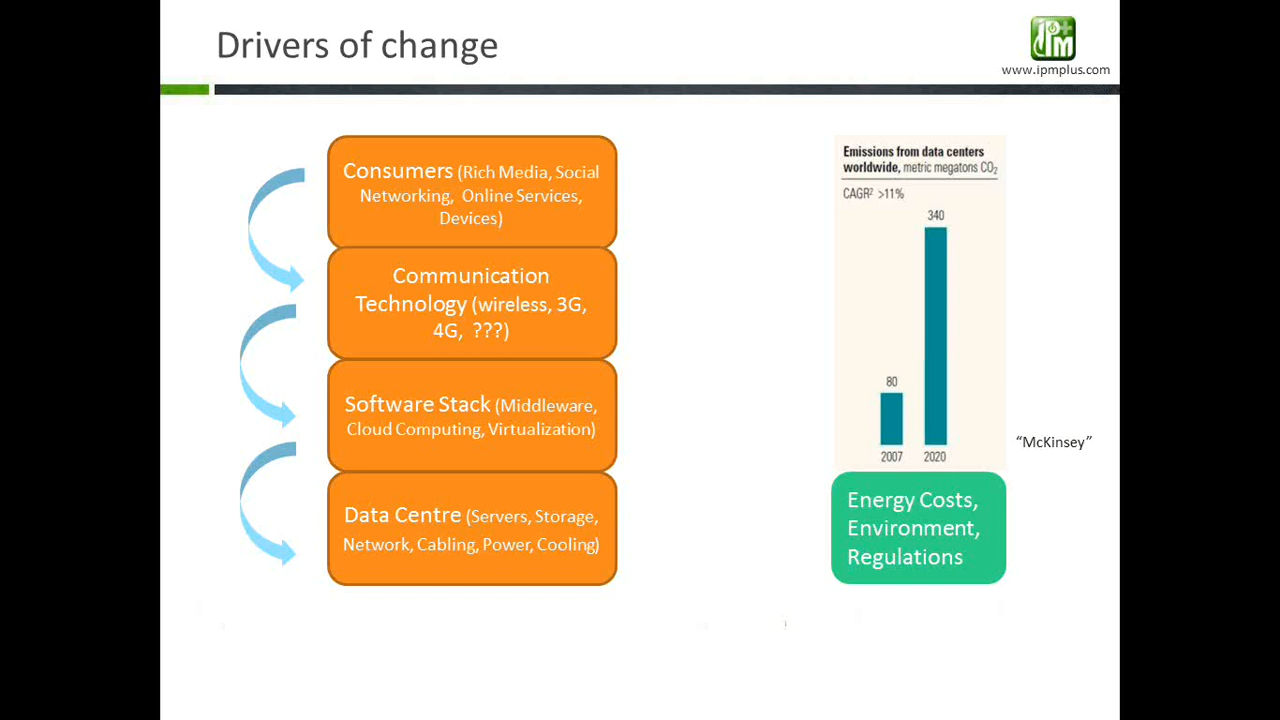 Drivers of change
IPM+
www.ipmplus.com
Consumers (Rich Media, Social
Networking, Online Services,
Devices)
Communication
Technology (wireless, 3G,
4G, ???)
Software Stack (Middleware,
Cloud Computing, Virtualization)
Data Centre (Servers, Storage,
Network, Cabling, Power, Cooling)
Emissions from data centers
worldwide, metric megatons CO₂
CAGR² >11%
340
80
2007 2020
“McKinsey”
Energy Costs,
Environment,
Regulations